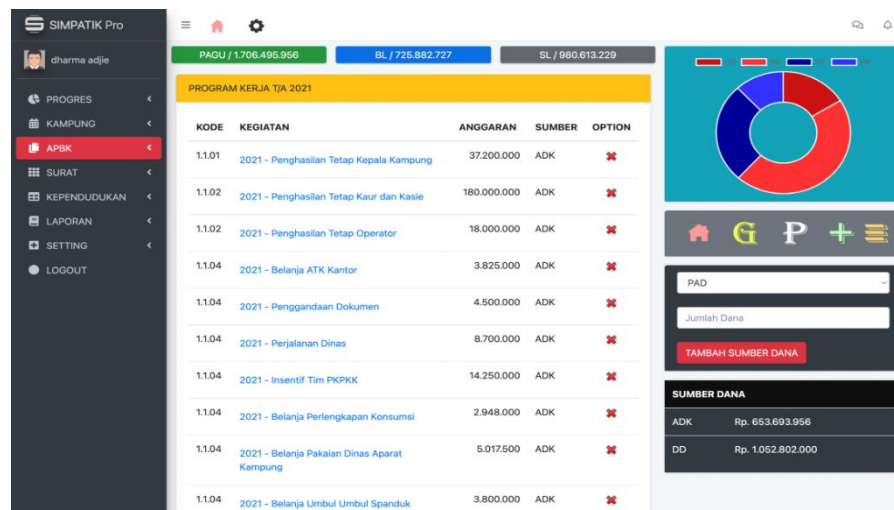 SIMPATIK Pro
dharma adjie
PROGRES
KAMPUNG
APBK
SURAT
KEPENDUDUKAN
LAPORAN
SETTING
LOGOUT
PAGU / 1.706.495.956
BL / 725.882.727
SL / 980.613.229
PROGRAM KERJA T/A 2021
KODE KEGIATAN ANGGARAN SUMBER OPTION
1.1.01 2021 - Penghasilan Tetap Kepala Kampung 37.200.000 ADK
1.1.02 2021 - Penghasilan Tetap Kaur dan Kasie 180.000.000 ADK
1.1.02 2021 - Penghasilan Tetap Operator 18.000.000 ADK
1.1.04 2021 - Belanja ATK Kantor 3.825.000 ADK
1.1.04 2021 - Penggandaan Dokumen 4.500.000 ADK
1.1.04 2021 - Perjalanan Dinas 8.700.000 ADK
1.1.04 2021 - Insentif Tim PKPKK 14.250.000 ADK
1.1.04 2021 - Belanja Perlengkapan Konsumsi 2.948.000 ADK
1.1.04 2021 - Belanja Pakaian Dinas Aparat 5.017.500 ADK
Kampung
1.1.04 2021 - Belanja Umbul Umbul Spanduk 3.800.000 ADK
G P
PAD
Jumlah Dana
TAMBAH SUMBER DANA
SUMBER DANA
ADK Rp. 653.693.956
DD Rp. 1.052.802.000